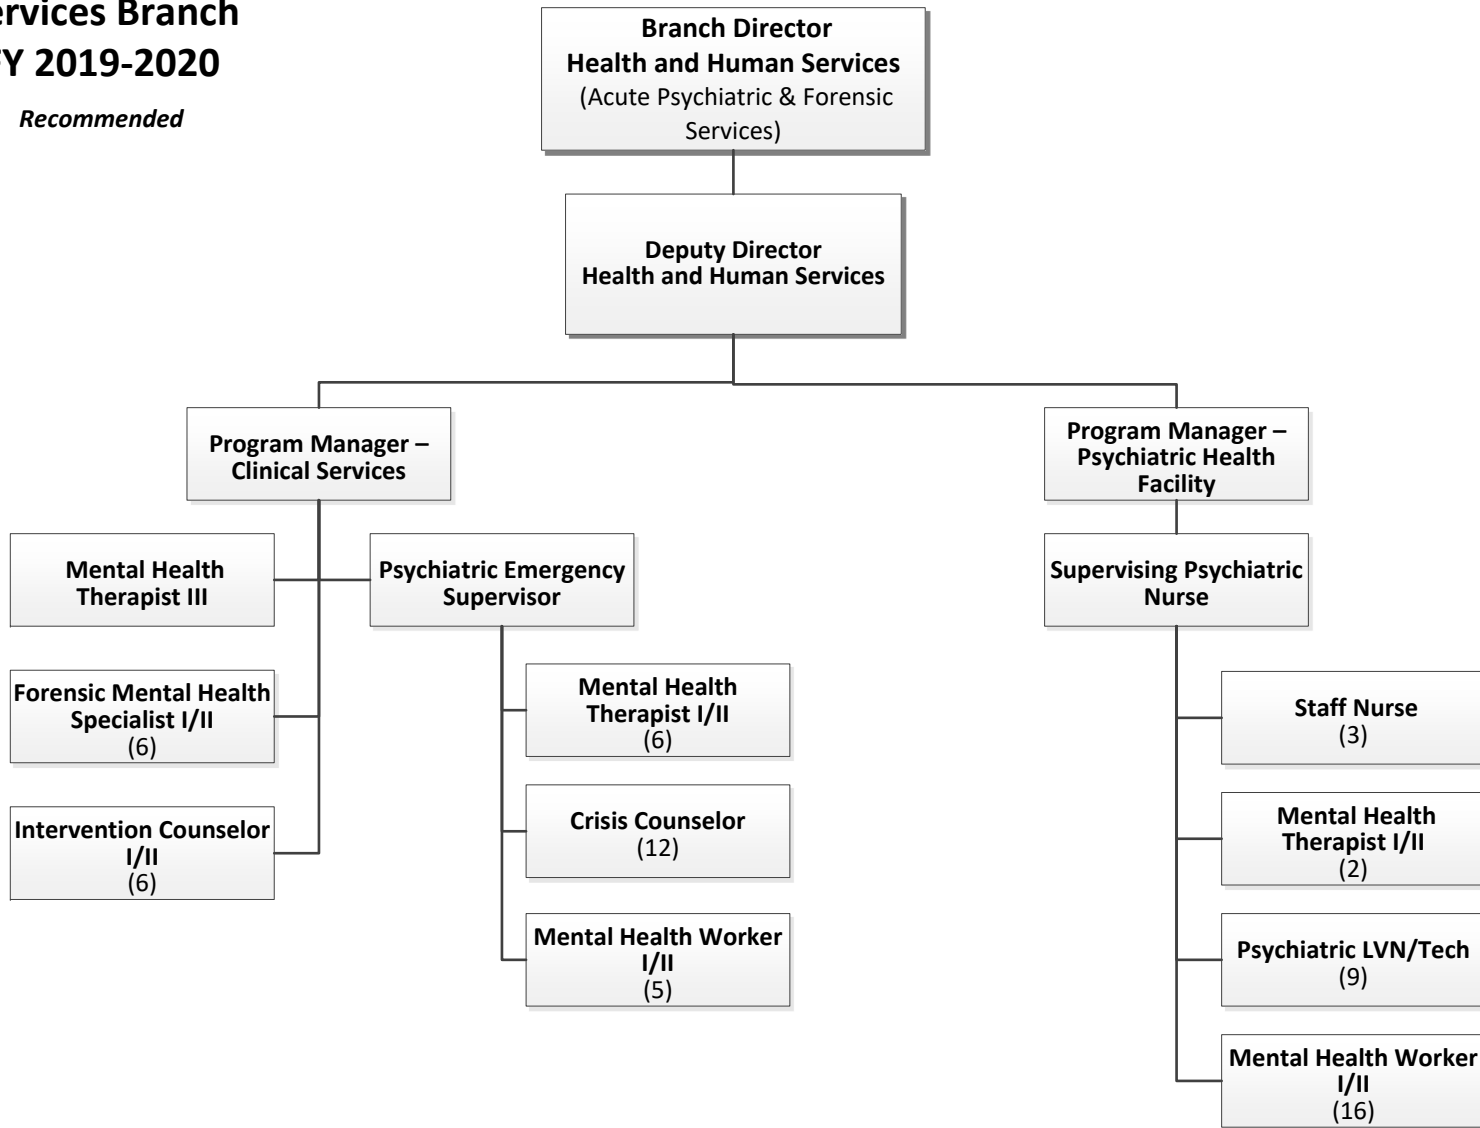 Services Branch
FY 2019-2020
Recommended
Branch Director
Health and Human Services
(Acute Psychiatric & Forensic
Services)
Deputy Director
Health and Human Services
Program Manager –
Clinical Services
Program Manager –
Psychiatric Health
Facility
Mental Health
Therapist III
Psychiatric Emergency
Supervisor
Supervising Psychiatric
Nurse
Forensic Mental Health
Specialist I/II
(6)
Intervention Counselor
I/II
(6)
Mental Health
Therapist I/II
(6)
Crisis Counselor
(12)
Mental Health Worker
I/II
(5)
Staff Nurse
(3)
Mental Health
Therapist I/II
(2)
Psychiatric LVN/Tech
(9)
Mental Health Worker
I/II
(16)